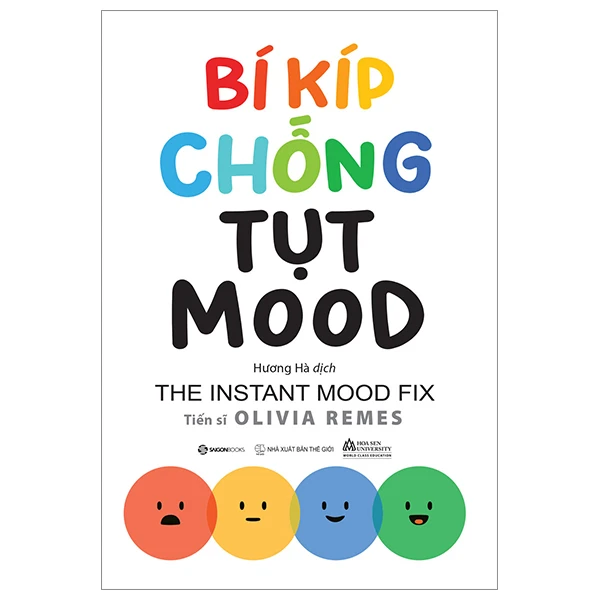 BÍ KÍP
CHỐNG
TỤT
MOOD
Hương Hà dịch
THE INSTANT MOOD FIX
Tiến sĩ OLIVIA REMES
SAIGONBOOKS
NHÀ XUẤT BẢN THẾ GIỚI
HOA SEN
UNIVERSITY
WORLD CLASS EDUCATION